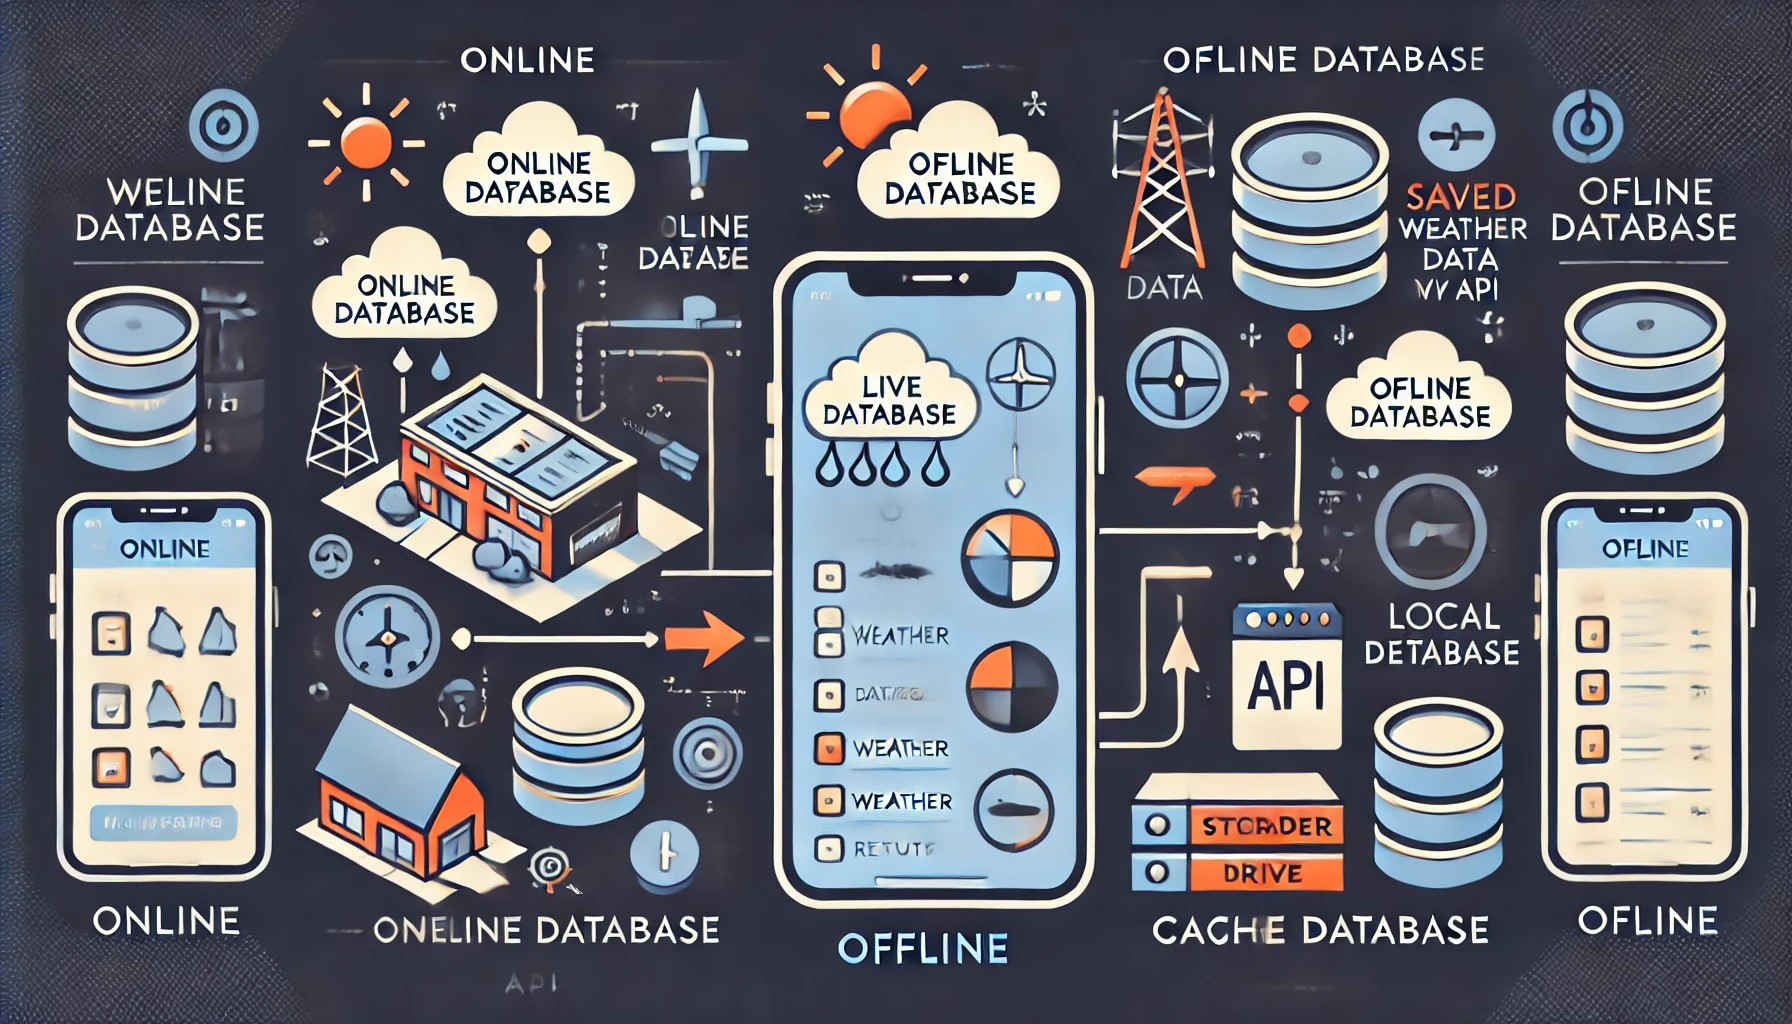 ONLINE
OFLINE DATABASE
WELINE
DATABASE
ONLINE
DATABASE
OFLINE
DATABASE
SAVED
WEATHER
DATA
API
OFLINE
DATABASE
LINE
DATA
ONLINE
DATABASE
LIVE
DATABASE
OFLINE
DATABASE
ONLINE
OFLINE
WEATHER
WEATHER
WEATHER
API
LOCAL
DETABASE
DRIVE
ONLINE
ONELINE DATABASE
OFFLINE
CACHE DATABASE
OFLINE
API